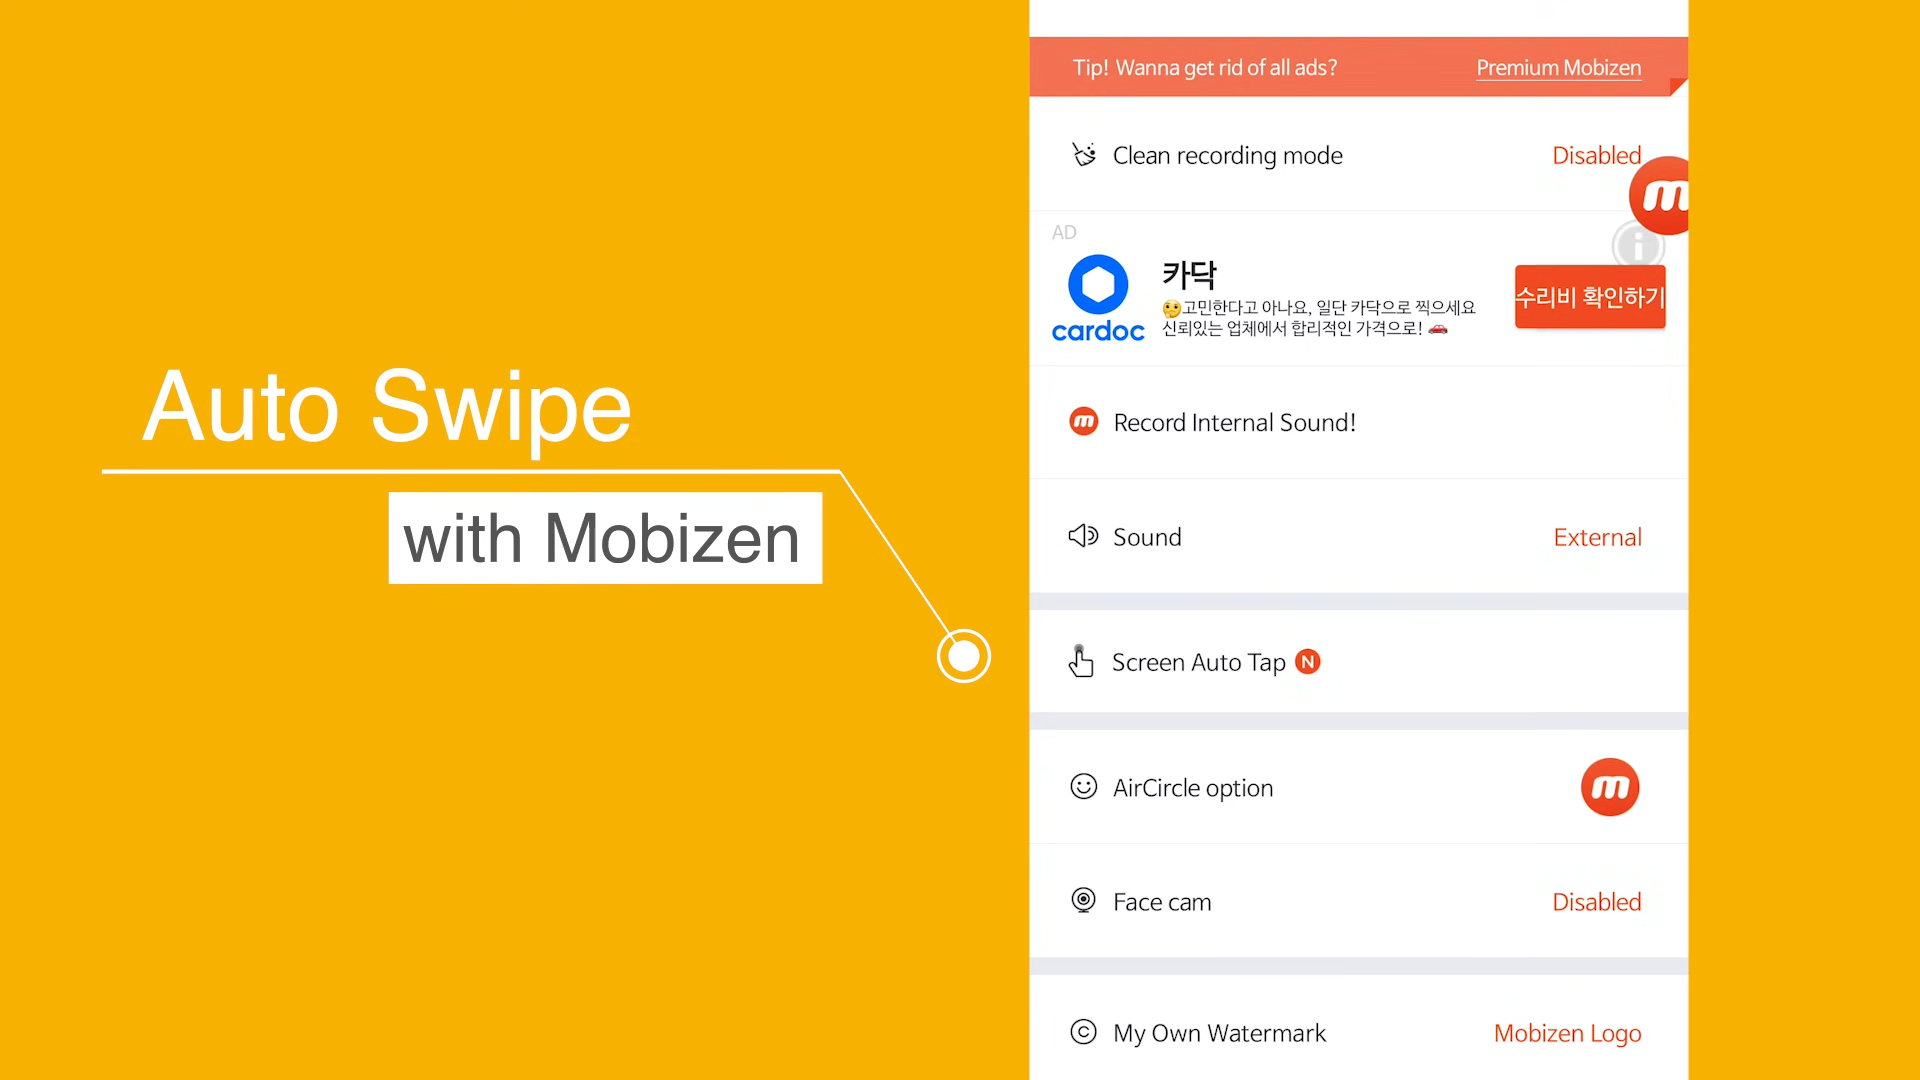 Auto Swipe
with Mobizen
Tip! Wanna get rid of all ads? Premium Mobizen
Clean recording mode Disabled
m
AD
i
cardoc
카닥
🤔고민한다고 아나요, 일단 카닥으로 찍으세요
신뢰있는 업체에서 합리적인 가격으로! 🚗
수리비 확인하기
m Record Internal Sound!
Sound External
Screen Auto Tap N
AirCircle option m
Face cam Disabled
© My Own Watermark Mobizen Logo